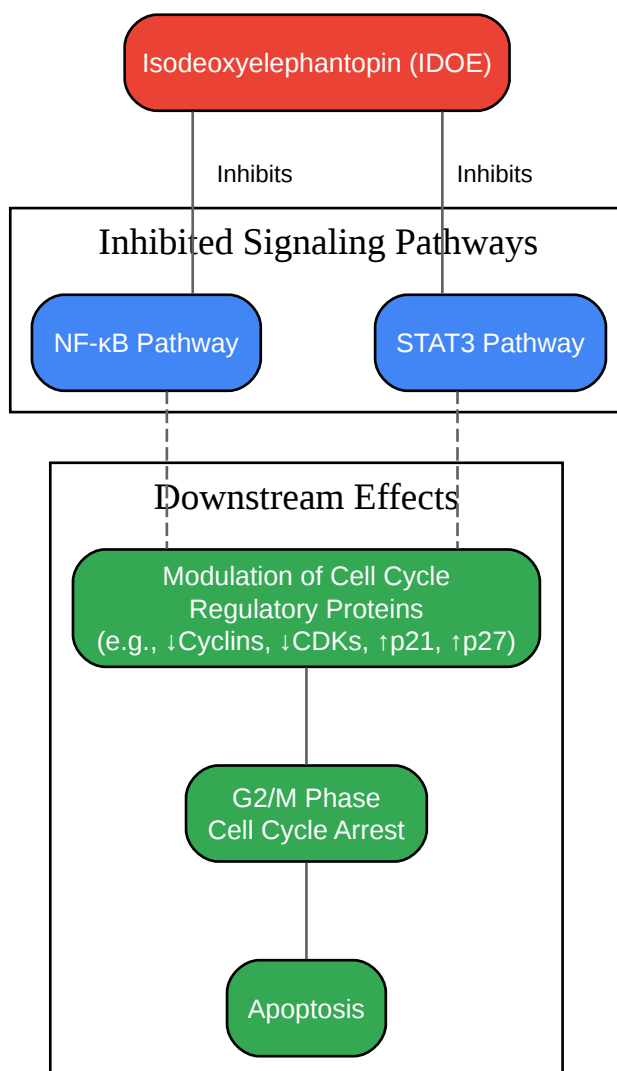 Isodeoxyelephantopin (IDOE)
Inhibits
Inhibits
Inhibited Signaling Pathways
NF-κB Pathway
STAT3 Pathway
Downstream Effects
Modulation of Cell Cycle
Regulatory Proteins
(e.g., ↓Cyclins, ↓CDKs, ↑p21, ↑p27)
G2/M Phase
Cell Cycle Arrest
Apoptosis